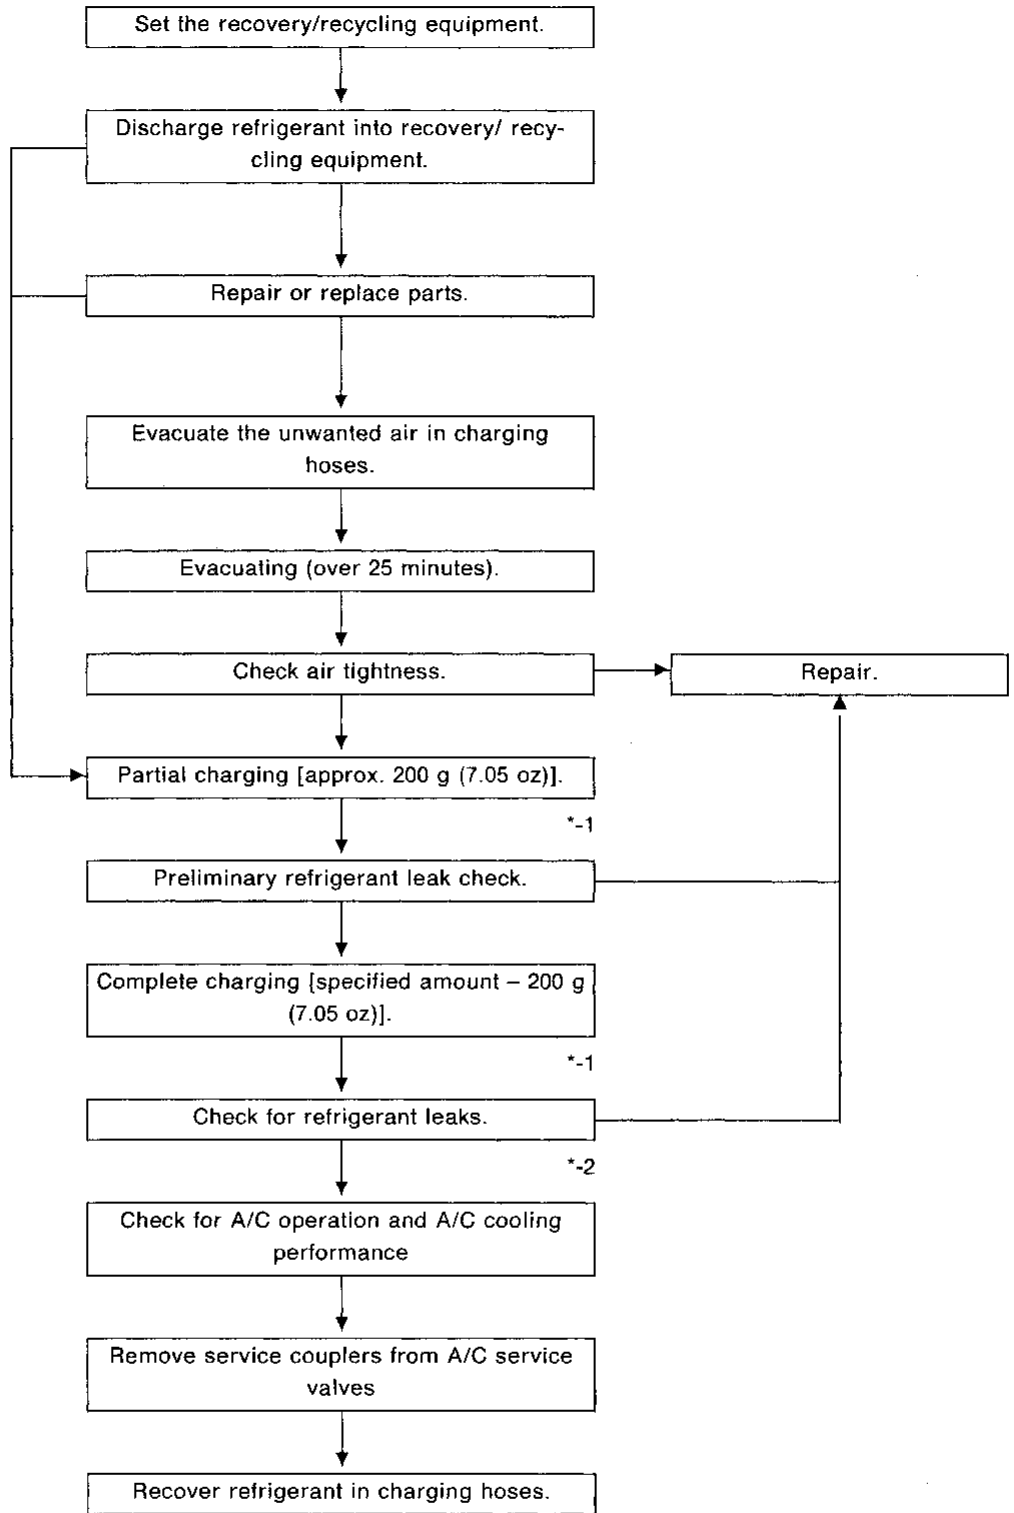 Set the recovery/recycling equipment.
Discharge refrigerant into recovery/ recy-
cling equipment.
Repair or replace parts.
Evacuate the unwanted air in charging
hoses.
Evacuating (over 25 minutes).
Check air tightness.
Repair.
Partial charging [approx. 200 g (7.05 oz)].
*-1
Preliminary refrigerant leak check.
Complete charging [specified amount – 200 g
(7.05 oz)].
*-1
Check for refrigerant leaks.
*-2
Check for A/C operation and A/C cooling
performance
Remove service couplers from A/C service
valves
Recover refrigerant in charging hoses.